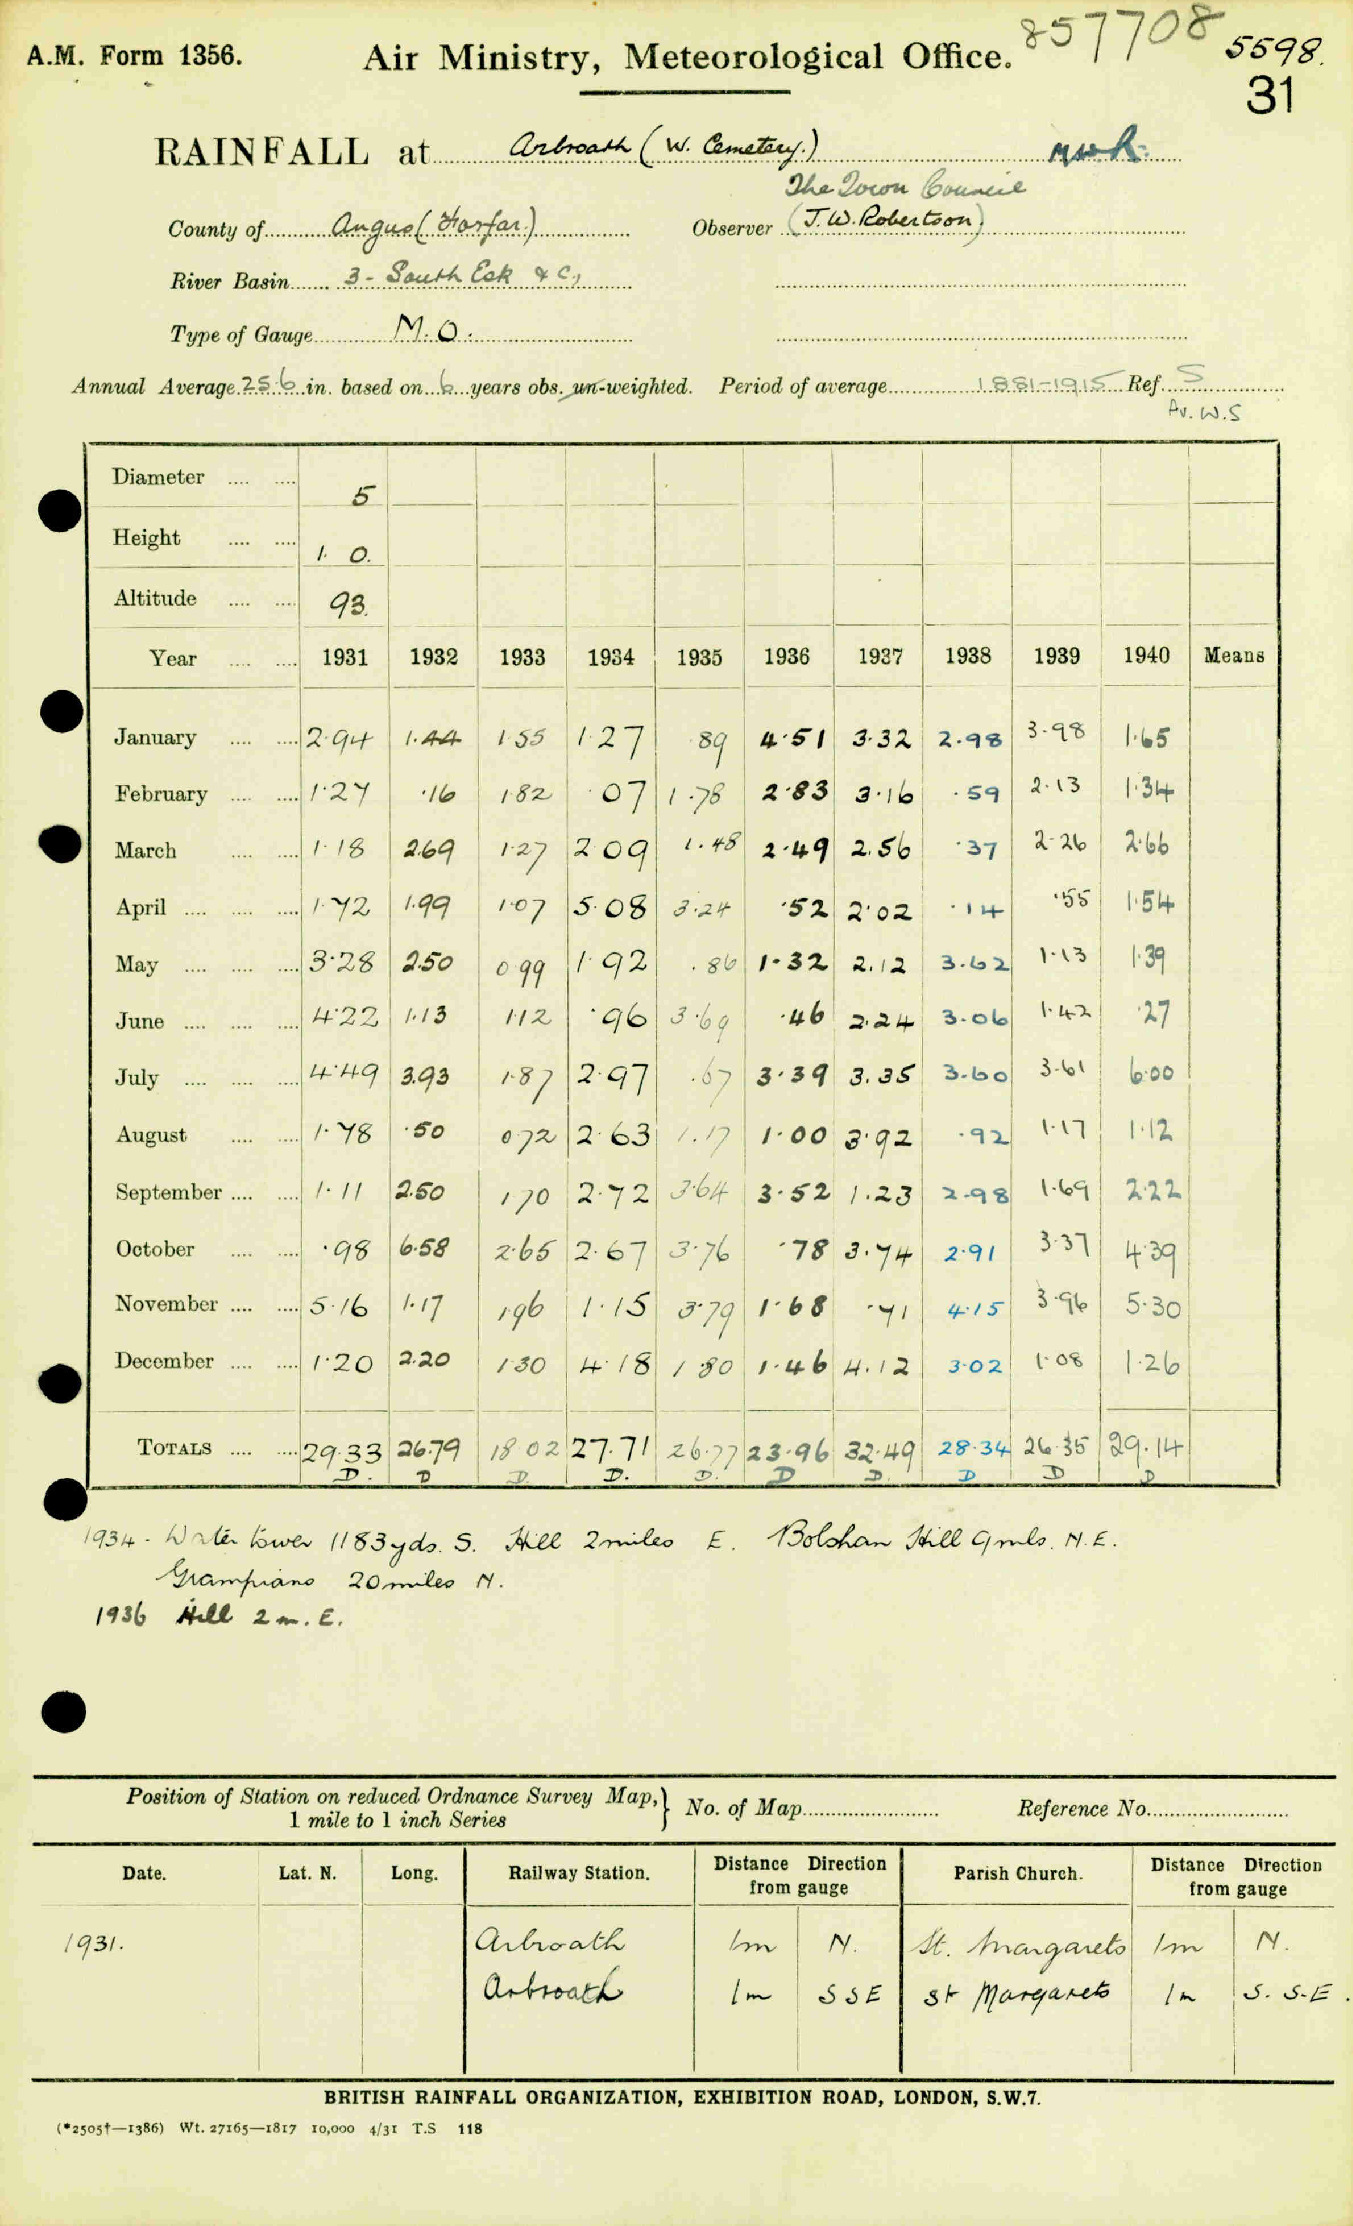 A.M. Form 1356.
Air Ministry, Meteorological Office.
857708
5598.
31
RAINFALL at Arbroath (W. Cemetery.)
The Town Council
County of Angus (Forfar.) Observer (J.W. Robertson)
River Basin 3- South Esk & C,
Type of Gauge M.O.
Annual Average 25.6 in. based on 6 years obs. un-weighted. Period of average 1881-1915 Ref. S
Av. W.S
Diameter 5
Height 1. 0.
Altitude 93.
Year 1931 1932 1933 1934 1935 1936 1937 1938 1939 1940 Means
January 2.94 1.44 1.55 1.27 .89 4.51 3.32 2.98 3.98 1.65
February 1.27 .16 1.82 .07 1.78 2.83 3.16 .59 2.13 1.34
March 1.18 2.69 1.27 2.09 1.48 2.49 2.56 .37 2.26 2.66
April 1.72 1.99 1.07 5.08 3.24 .52 2.02 .14 .55 1.54
May 3.28 2.50 0.99 1.92 .86 1.32 2.12 3.62 1.13 1.39
June 4.22 1.13 1.12 .96 3.69 .46 2.24 3.06 1.42 .27
July 4.49 3.93 1.87 2.97 .67 3.39 3.35 3.60 3.61 6.00
August 1.78 .50 0.72 2.63 1.17 1.00 3.92 .92 1.17 1.12
September 1.11 2.50 1.70 2.72 3.64 3.52 1.23 2.98 1.69 2.22
October .98 6.58 2.65 2.67 3.76 .78 3.74 2.91 3.37 4.39
November 5.16 1.17 1.96 1.15 3.79 1.68 .71 4.15 3.96 5.30
December 1.20 2.20 1.30 4.18 1.80 1.46 4.12 3.02 1.08 1.26
TOTALS 29.33 26.79 18.02 27.71 26.77 23.96 32.49 28.34 26.35 29.14
D. D D. D. D. D D. D D D
1934 - Water tower 1183yds. S. Hill 2miles E. Bolshan Hill 9mls. N.E.
Grampians 20miles N.
1936 Hill 2 m. E.
Position of Station on reduced Ordnance Survey Map,} No. of Map Reference No.
1 mile to 1 inch Series
Date. Lat. N. Long. Railway Station. Distance Direction from gauge Parish Church. Distance Direction from gauge
1931. Arbroath 1m N. St. Margarets 1m N.
Arbroath 1m SSE St Margarets 1m S. S.E.
BRITISH RAINFALL ORGANIZATION, EXHIBITION ROAD, LONDON, S.W.7.
(*2505†—1386) Wt. 27165—1817 10,000 4/31 T.S 118